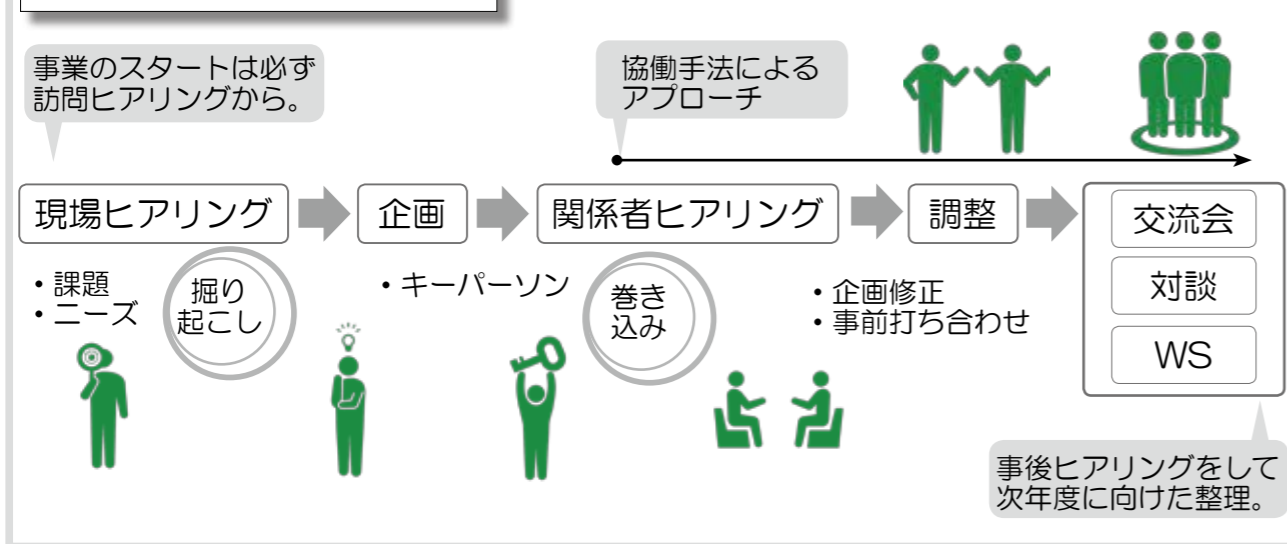 事業のスタートは必ず
訪問ヒアリングから。
協働手法による
アプローチ
現場ヒアリング
企画
関係者ヒアリング
調整
交流会
対談
WS
・課題
・ニーズ
掘り
起こし
・キーパーソン
巻き
込み
・企画修正
・事前打ち合わせ
事後ヒアリングをして
次年度に向けた整理。